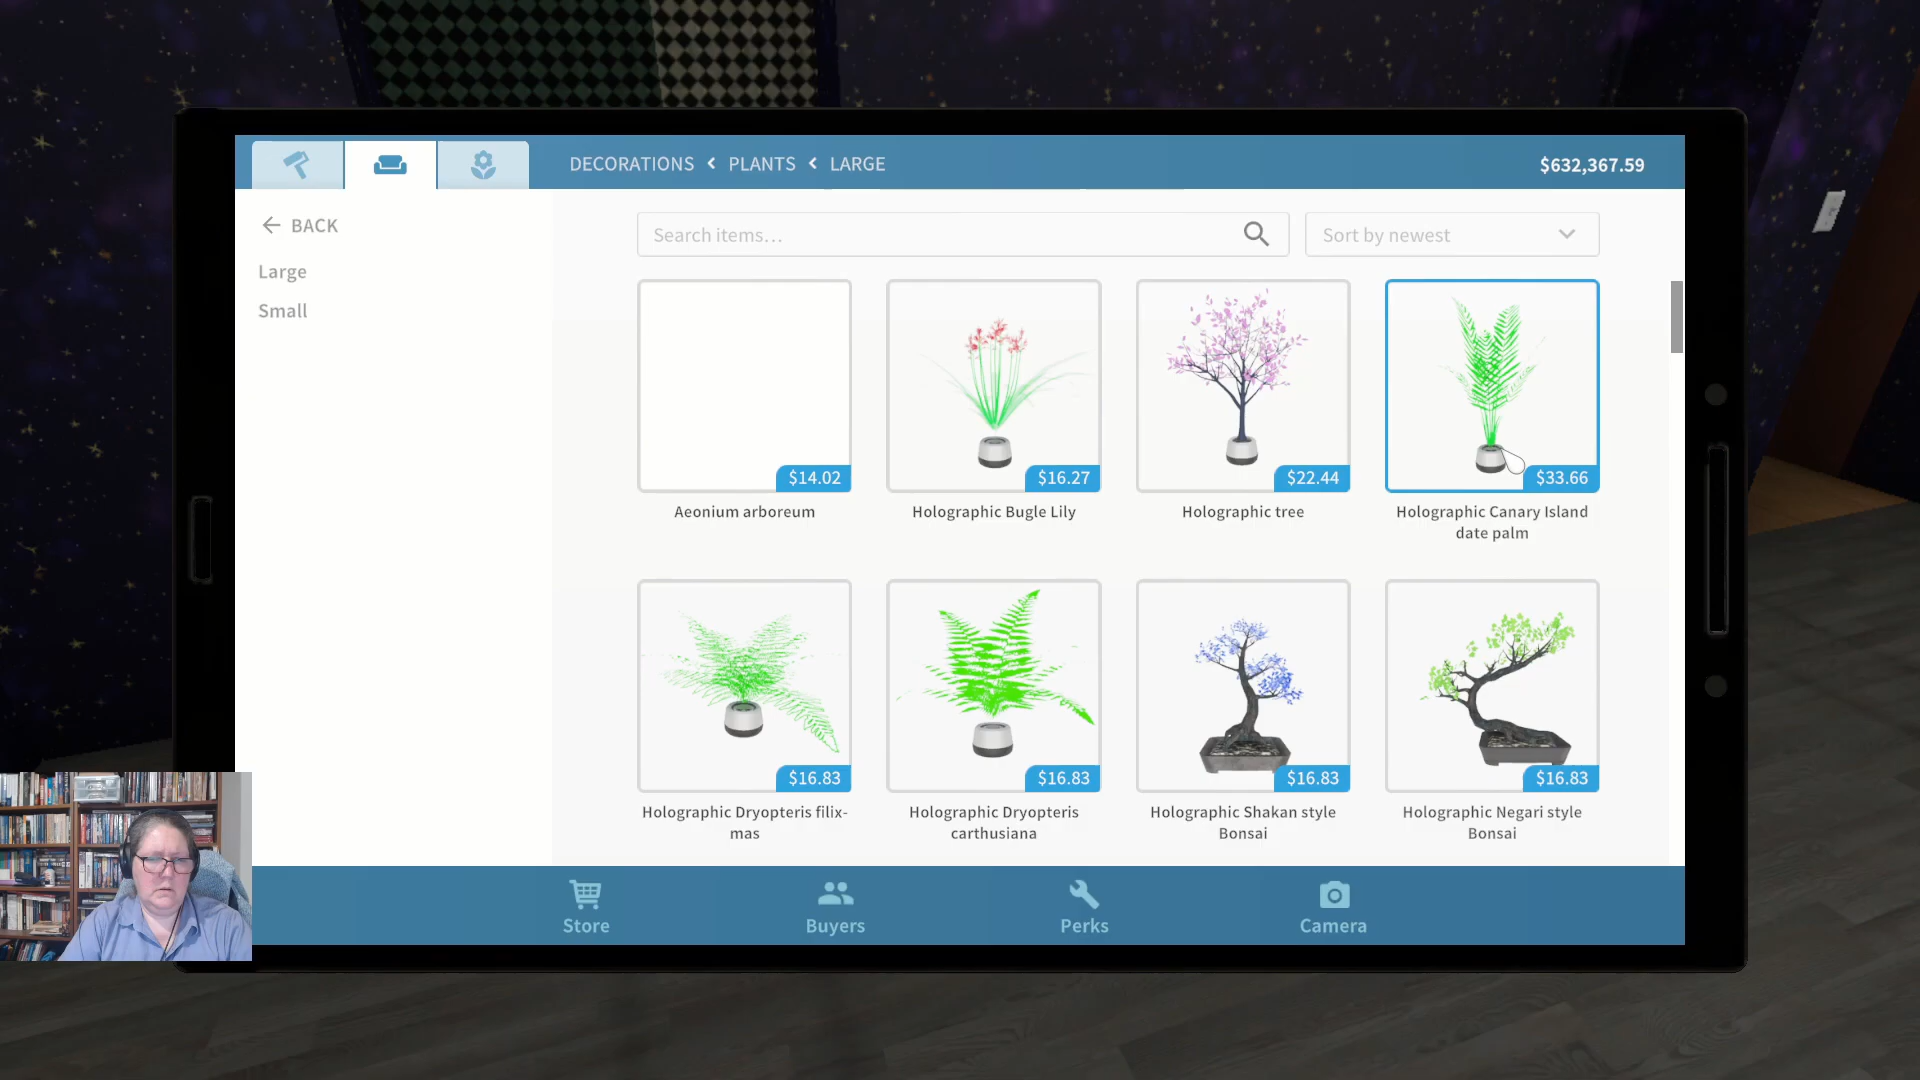 DECORATIONS < PLANTS < LARGE
$632,367.59
BACK
Large
Small
Search items...
Sort by newest
$14.02
$16.27
$22.44
$33.66
Aeonium arboreum
Holographic Bugle Lily
Holographic tree
Holographic Canary Island
date palm
$16.83
$16.83
$16.83
$16.83
Holographic Dryopteris filix-
mas
Holographic Dryopteris
carthusiana
Holographic Shakan style
Bonsai
Holographic Negari style
Bonsai
Store
Buyers
Perks
Camera